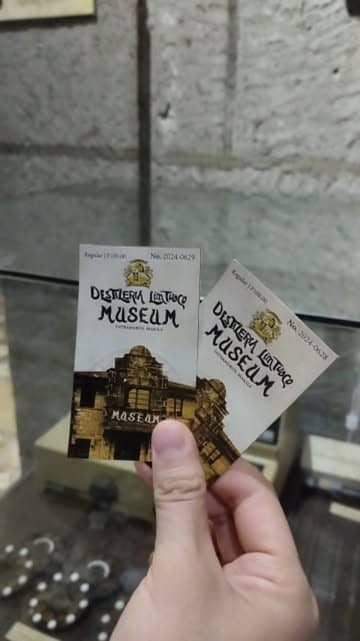 Regular | P100.00
No. 2024-0629
DESTILERIA LIMTUACO
MUSEUM
INTRAMUROS, MANILA
MUSEUM
Regular | P100.00
No. 2024-0628
DESTILERIA LIMTUACO
MUSEUM
INTRAMUROS, MANILA